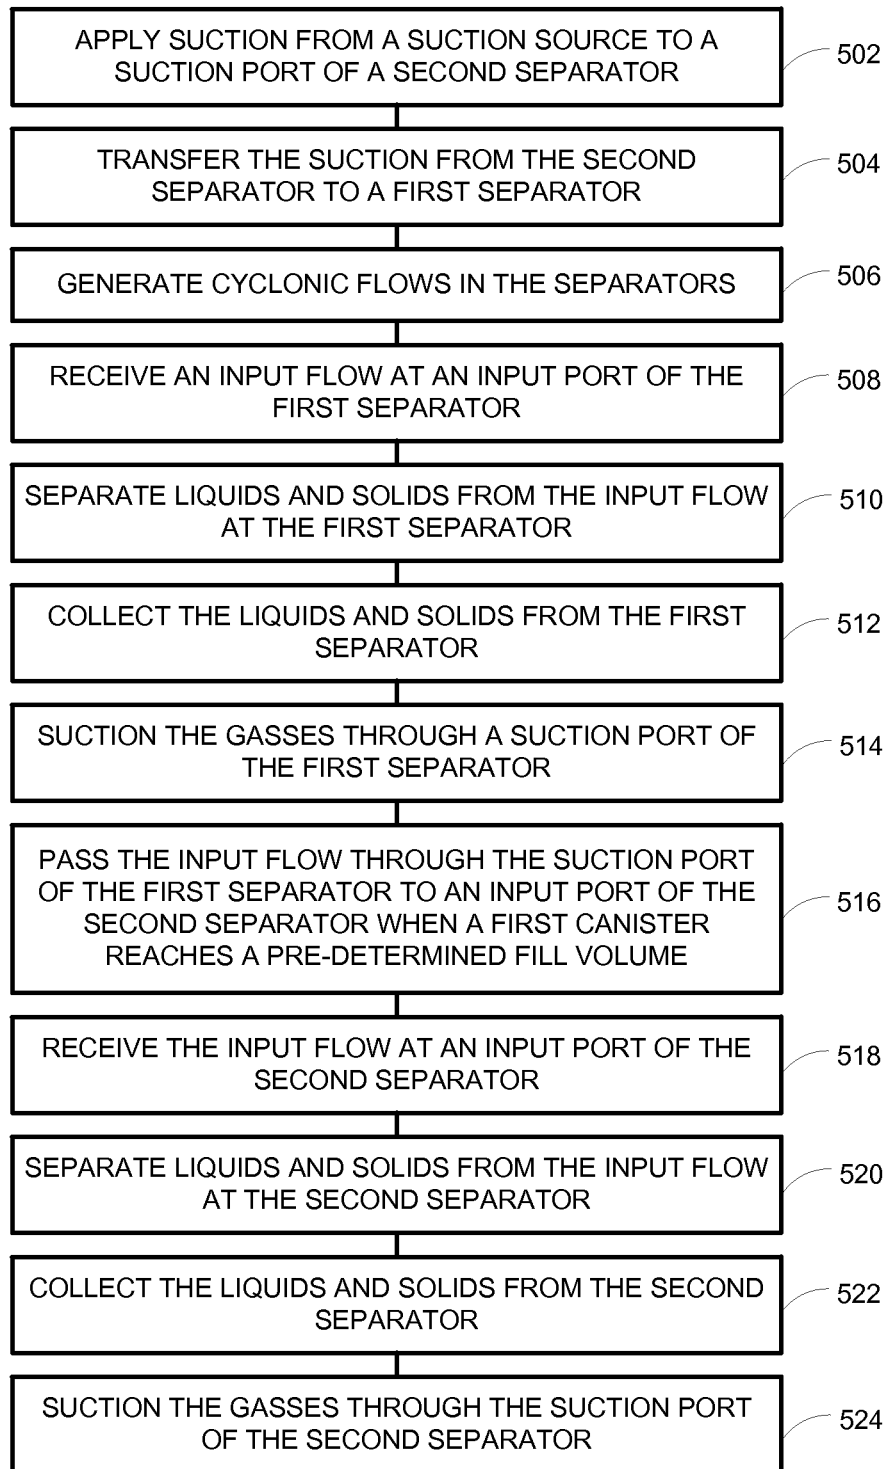 APPLY SUCTION FROM A SUCTION SOURCE TO A
SUCTION PORT OF A SECOND SEPARATOR
502
TRANSFER THE SUCTION FROM THE SECOND
SEPARATOR TO A FIRST SEPARATOR
504
GENERATE CYCLONIC FLOWS IN THE SEPARATORS
506
RECEIVE AN INPUT FLOW AT AN INPUT PORT OF THE
FIRST SEPARATOR
508
SEPARATE LIQUIDS AND SOLIDS FROM THE INPUT FLOW
AT THE FIRST SEPARATOR
510
COLLECT THE LIQUIDS AND SOLIDS FROM THE FIRST
SEPARATOR
512
SUCTION THE GASSES THROUGH A SUCTION PORT OF
THE FIRST SEPARATOR
514
PASS THE INPUT FLOW THROUGH THE SUCTION PORT
OF THE FIRST SEPARATOR TO AN INPUT PORT OF THE
SECOND SEPARATOR WHEN A FIRST CANISTER
REACHES A PRE-DETERMINED FILL VOLUME
516
RECEIVE THE INPUT FLOW AT AN INPUT PORT OF THE
SECOND SEPARATOR
518
SEPARATE LIQUIDS AND SOLIDS FROM THE INPUT FLOW
AT THE SECOND SEPARATOR
520
COLLECT THE LIQUIDS AND SOLIDS FROM THE SECOND
SEPARATOR
522
SUCTION THE GASSES THROUGH THE SUCTION PORT
OF THE SECOND SEPARATOR
524